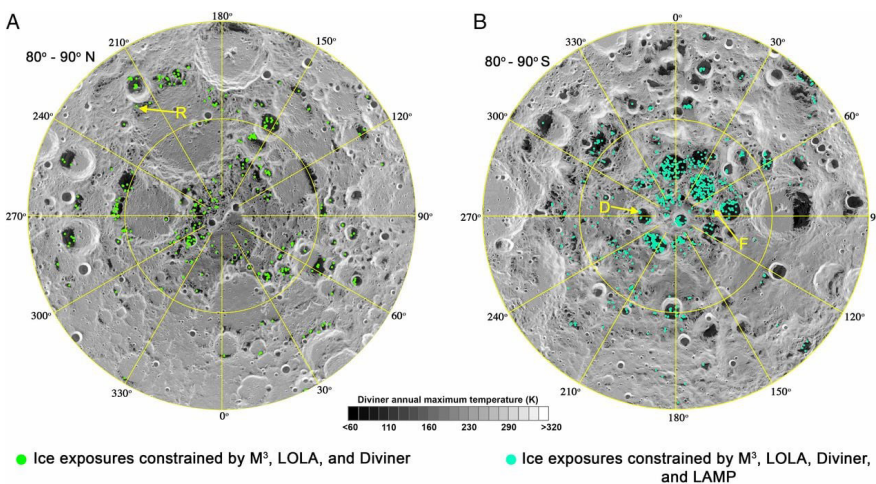 A
B
80° - 90° N
80° - 90° S
180°
150°
120°
90°
60°
30°
0°
330°
300°
270°
240°
210°
R
0°
30°
60°
9
120°
150°
180°
210°
240°
270°
300°
330°
D
F
Diviner annual maximum temperature (K)
<60 110 160 230 290 >320
Ice exposures constrained by M³, LOLA, and Diviner
Ice exposures constrained by M³, LOLA, Diviner,
and LAMP